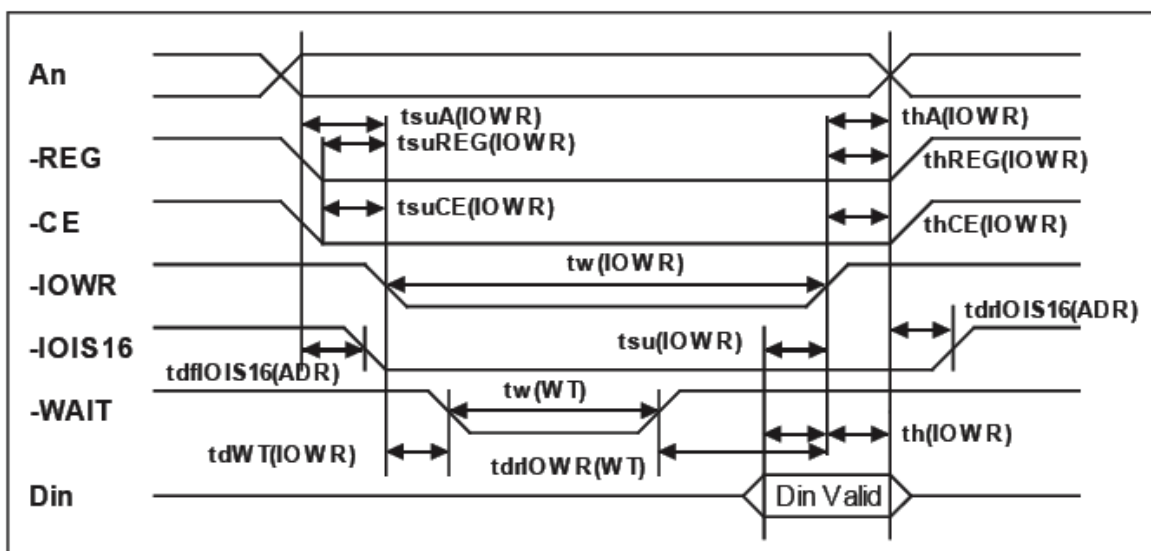 An
tsuA(IOWR) thA(IOWR)
tsuREG(IOWR)
-REG thREG(IOWR)
tsuCE(IOWR)
-CE thCE(IOWR)
tw(IOWR)
-IOWR
tdrIOIS16(ADR)
-IOIS16 tsu(IOWR)
tdfIOIS16(ADR)
tw(WT)
-WAIT
th(IOWR)
tdWT(IOWR) tdrIOWR(WT)
Din Din Valid